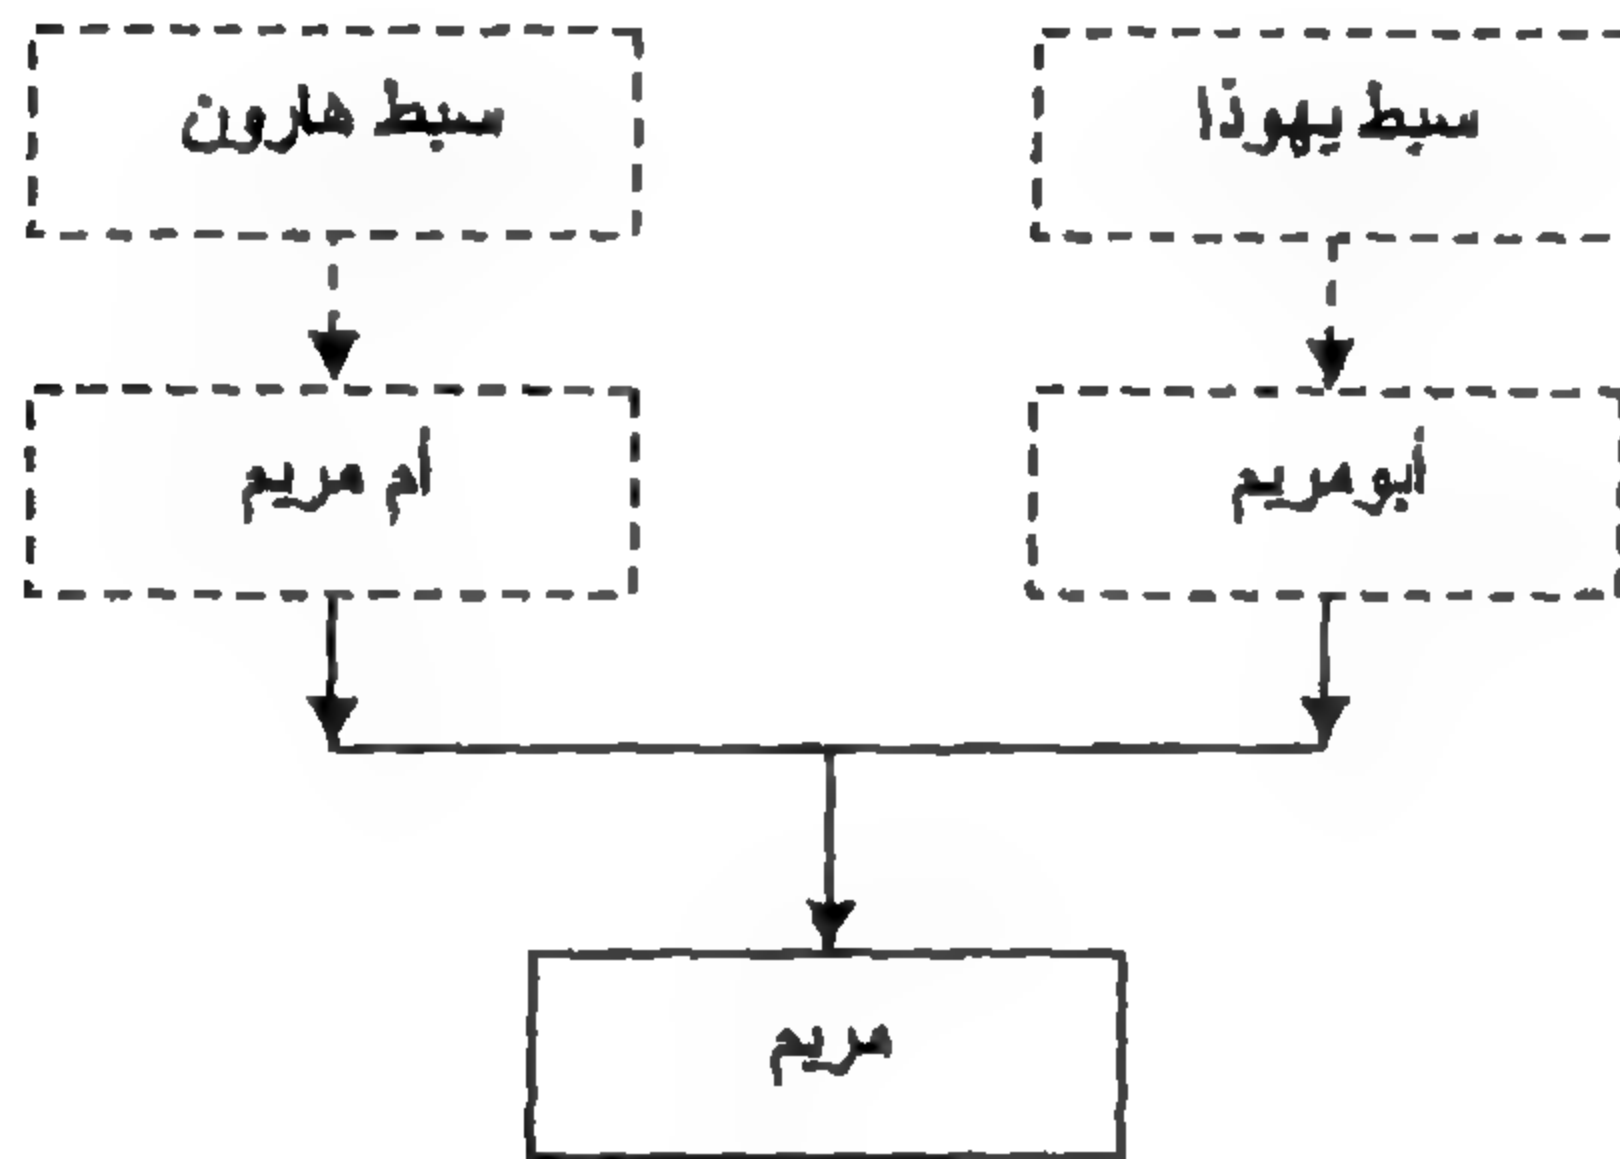 سبط يهوذا
سبط هارون
أبو مريم
أم مريم
مريم